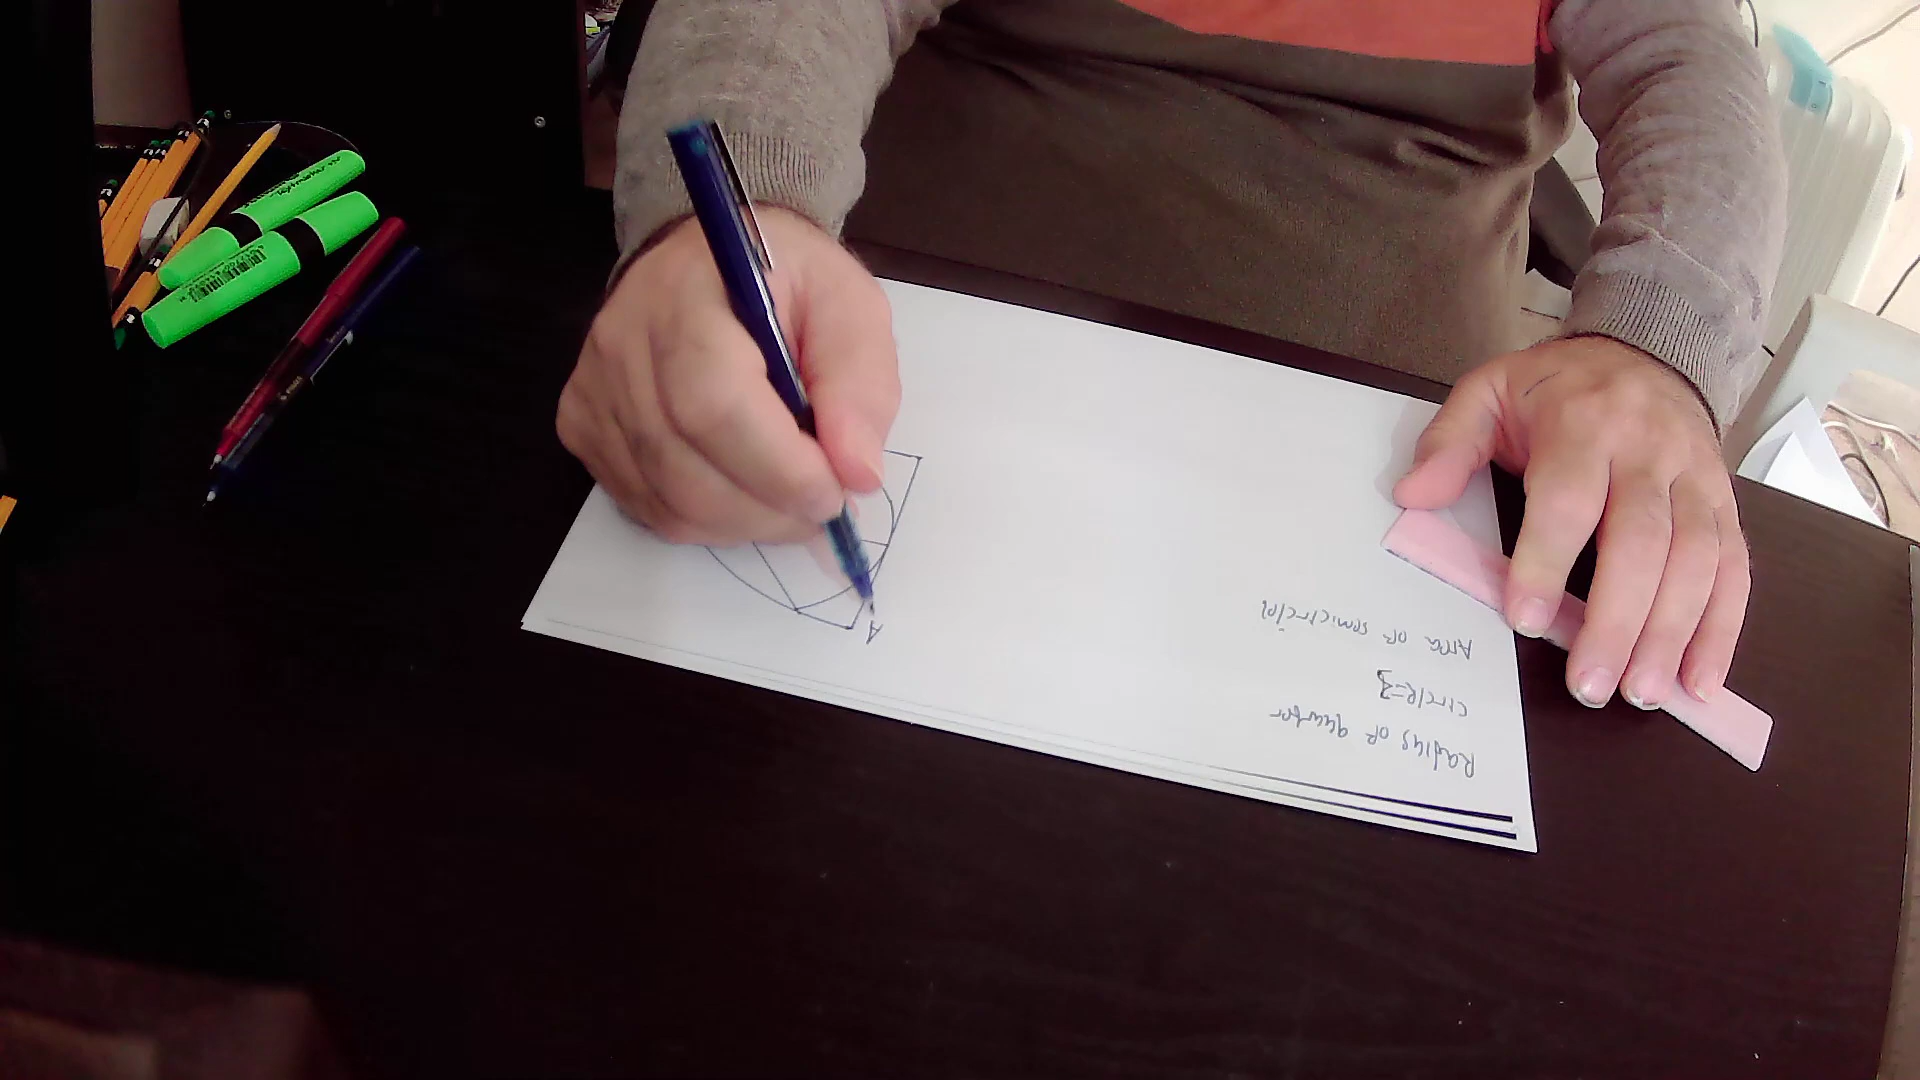 Radius of quarter
circle=3
Area of semicircle
A